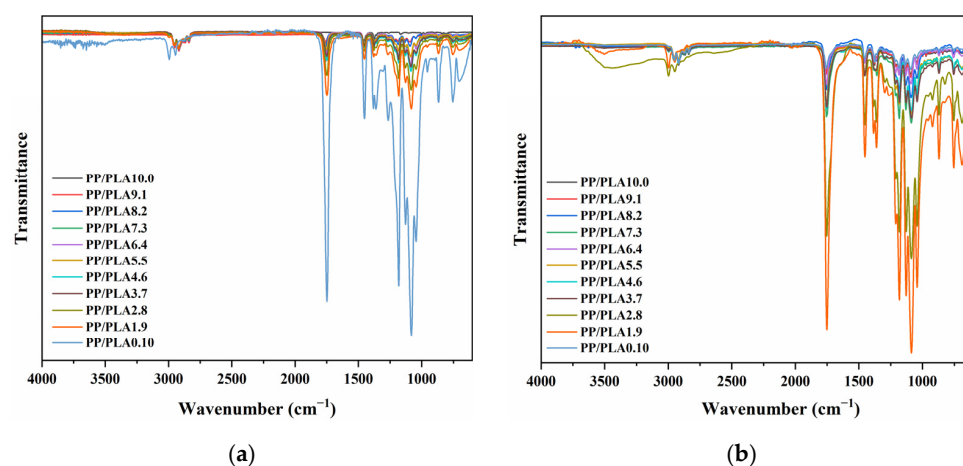 Transmittance
PP/PLA10.0
PP/PLA9.1
PP/PLA8.2
PP/PLA7.3
PP/PLA6.4
PP/PLA5.5
PP/PLA4.6
PP/PLA3.7
PP/PLA2.8
PP/PLA1.9
PP/PLA0.10
4000 3500 3000 2500 2000 1500 1000
Wavenumber (cm⁻¹)
(a)
Transmittance
PP/PLA10.0
PP/PLA9.1
PP/PLA8.2
PP/PLA7.3
PP/PLA6.4
PP/PLA5.5
PP/PLA4.6
PP/PLA3.7
PP/PLA2.8
PP/PLA1.9
PP/PLA0.10
4000 3500 3000 2500 2000 1500 1000
Wavenumber (cm⁻¹)
(b)